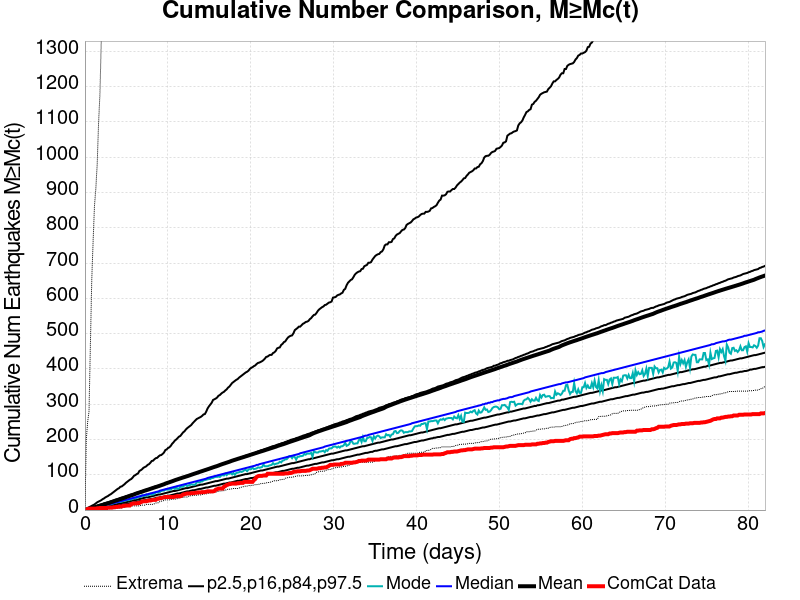 Cumulative Number Comparison, M≥Mc(t)
1300
1200
1100
1000
900
800
700
600
500
400
300
200
100
0
Cumulative Num Earthquakes M≥Mc(t)
0 10 20 30 40 50 60 70 80
Time (days)
Extrema p2.5,p16,p84,p97.5 Mode Median Mean ComCat Data